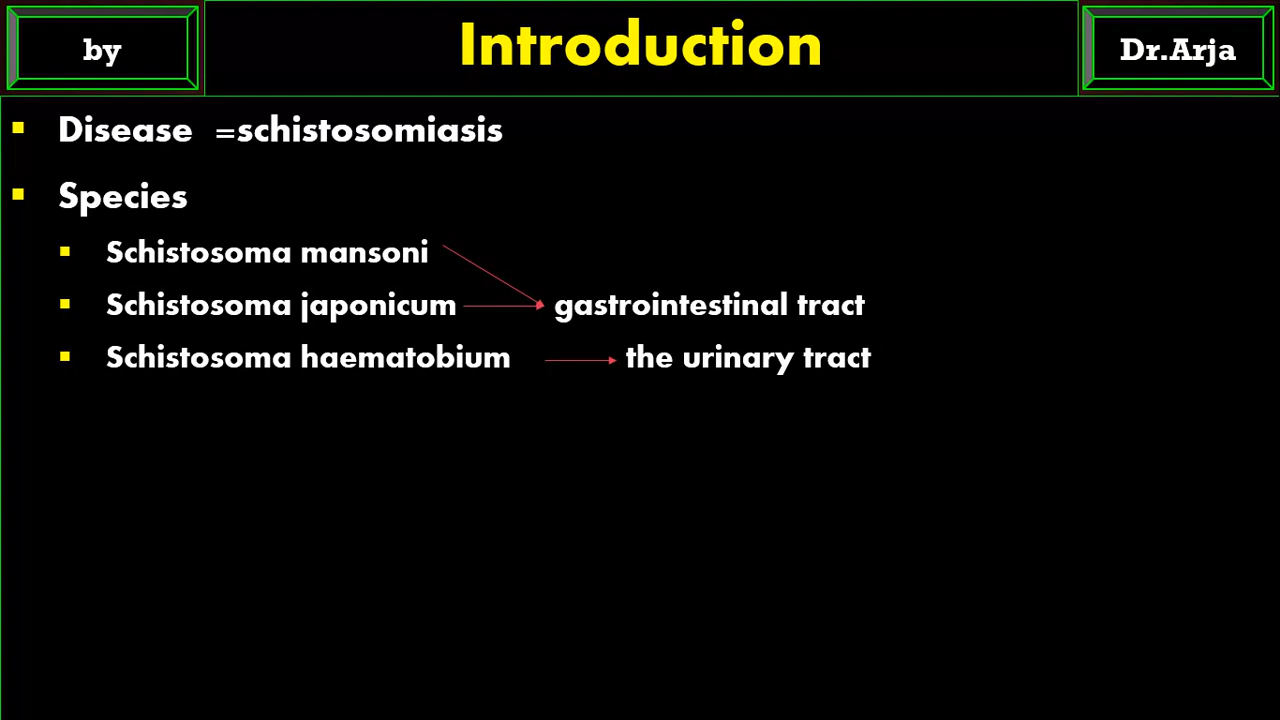 by
Introduction
Dr.Arja
Disease =schistosomiasis
Species
Schistosoma mansoni
Schistosoma japonicum gastrointestinal tract
Schistosoma haematobium the urinary tract